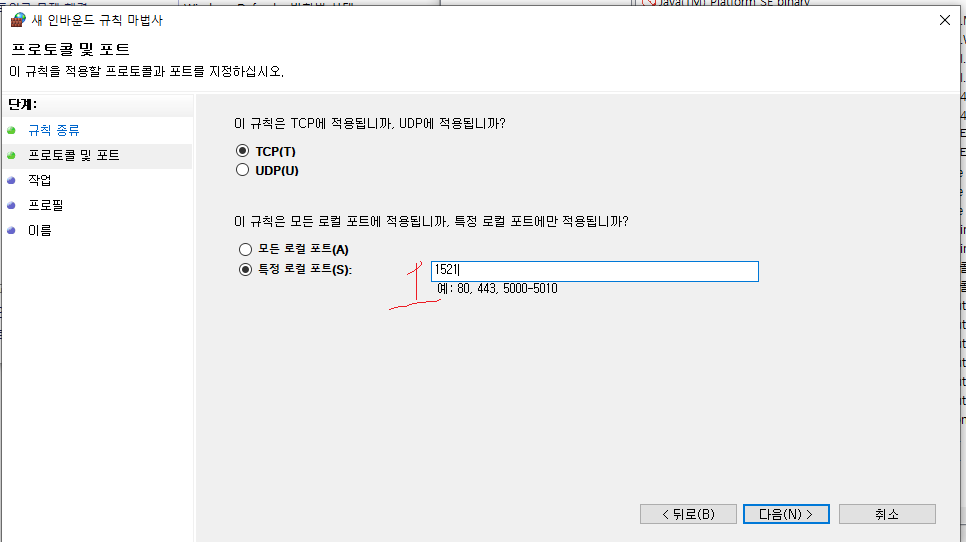 Java(TM) Platform SE binary
새 인바운드 규칙 마법사
프로토콜 및 포트
이 규칙을 적용할 프로토콜과 포트를 지정하십시오.
단계:
규칙 종류
프로토콜 및 포트
작업
프로필
이름
이 규칙은 TCP에 적용됩니까, UDP에 적용됩니까?
TCP(T)
UDP(U)
이 규칙은 모든 로컬 포트에 적용됩니까, 특정 로컬 포트에만 적용됩니까?
모든 로컬 포트(A)
특정 로컬 포트(S):
1
1521
예: 80, 443, 5000-5010
< 뒤로(B)
다음(N) >
취소